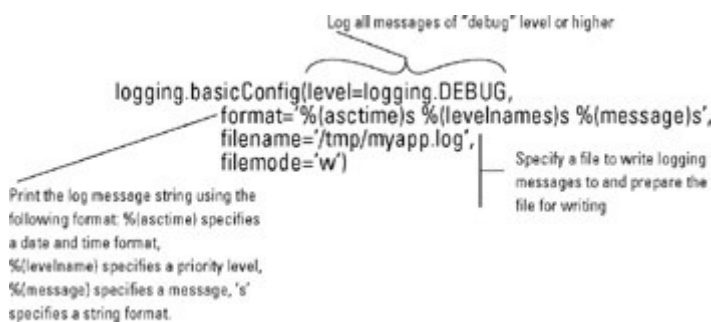 Log all messages of "debug" level or higher
logging.basicConfig(level=logging.DEBUG,
format='%(asctime)s %(levelnames)s %(message)s',
filename='/tmp/myapp.log',
filemode='w')
Specify a file to write logging
messages to and prepare the
file for writing
Print the log message string using the
following format: %(asctime) specifies
a date and time format,
%(levelname) specifies a priority level,
%(message) specifies a message, 's'
specifies a string format.